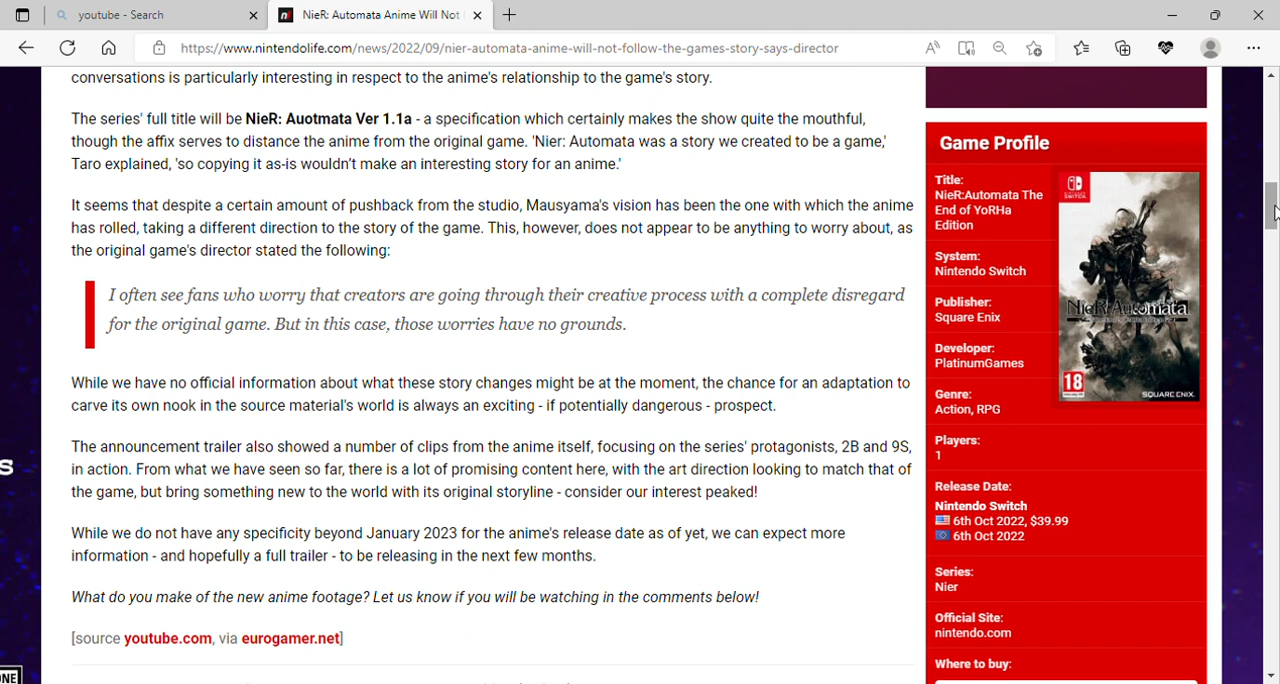 youtube - Search
NieR: Automata Anime Will Not
https://www.nintendolife.com/news/2022/09/nier-automata-anime-will-not-follow-the-games-story-says-director
conversations is particularly interesting in respect to the anime's relationship to the game's story.
The series' full title will be NieR: Auotmata Ver 1.1a - a specification which certainly makes the show quite the mouthful,
though the affix serves to distance the anime from the original game. 'Nier: Automata was a story we created to be a game,'
Taro explained, 'so copying it as-is wouldn't make an interesting story for an anime.'
It seems that despite a certain amount of pushback from the studio, Mausyama's vision has been the one with which the anime
has rolled, taking a different direction to the story of the game. This, however, does not appear to be anything to worry about, as
the original game's director stated the following:
I often see fans who worry that creators are going through their creative process with a complete disregard
for the original game. But in this case, those worries have no grounds.
While we have no official information about what these story changes might be at the moment, the chance for an adaptation to
carve its own nook in the source material's world is always an exciting - if potentially dangerous - prospect.
The announcement trailer also showed a number of clips from the anime itself, focusing on the series' protagonists, 2B and 9S,
in action. From what we have seen so far, there is a lot of promising content here, with the art direction looking to match that of
the game, but bring something new to the world with its original storyline - consider our interest peaked!
While we do not have any specificity beyond January 2023 for the anime's release date as of yet, we can expect more
information - and hopefully a full trailer - to be releasing in the next few months.
What do you make of the new anime footage? Let us know if you will be watching in the comments below!
[source youtube.com, via eurogamer.net]
Game Profile
Title:
NieR:Automata The
End of YoRHa
Edition
System:
Nintendo Switch
Publisher:
Square Enix
Developer:
PlatinumGames
Genre:
Action, RPG
Players:
1
Release Date:
Nintendo Switch
6th Oct 2022, $39.99
6th Oct 2022
Series:
Nier
Official Site:
nintendo.com
Where to buy:
NieR:Automata
18
SQUARE ENIX
S
ONE